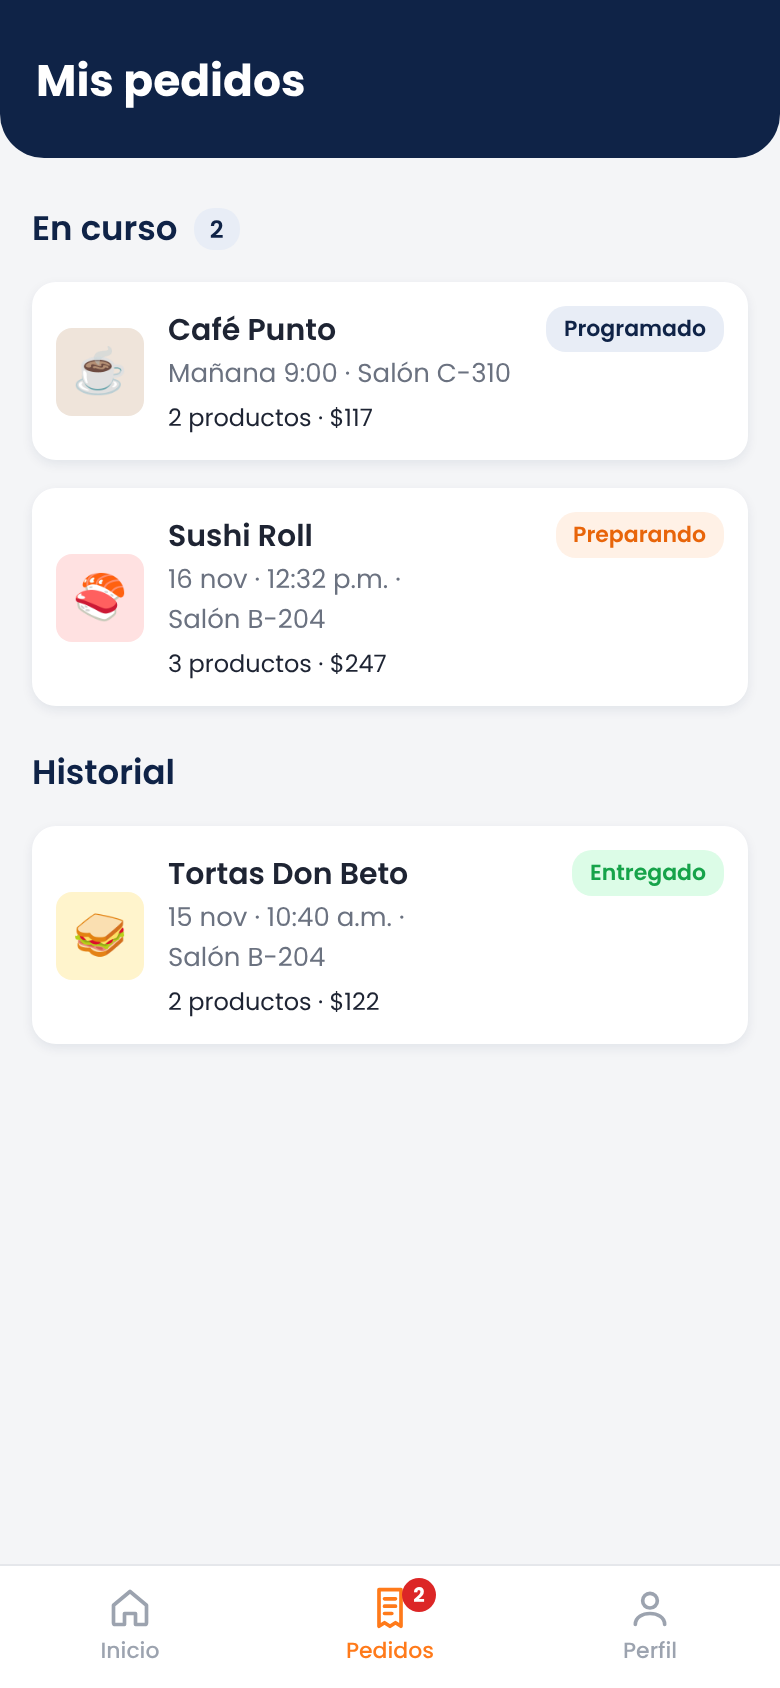 Mis pedidos
En curso 2
Café Punto
Programado
Mañana 9:00 · Salón C-310
2 productos · $117
Sushi Roll
Preparando
16 nov · 12:32 p.m. ·
Salón B-204
3 productos · $247
Historial
Tortas Don Beto
Entregado
15 nov · 10:40 a.m. ·
Salón B-204
2 productos · $122
2
Inicio
Pedidos
Perfil